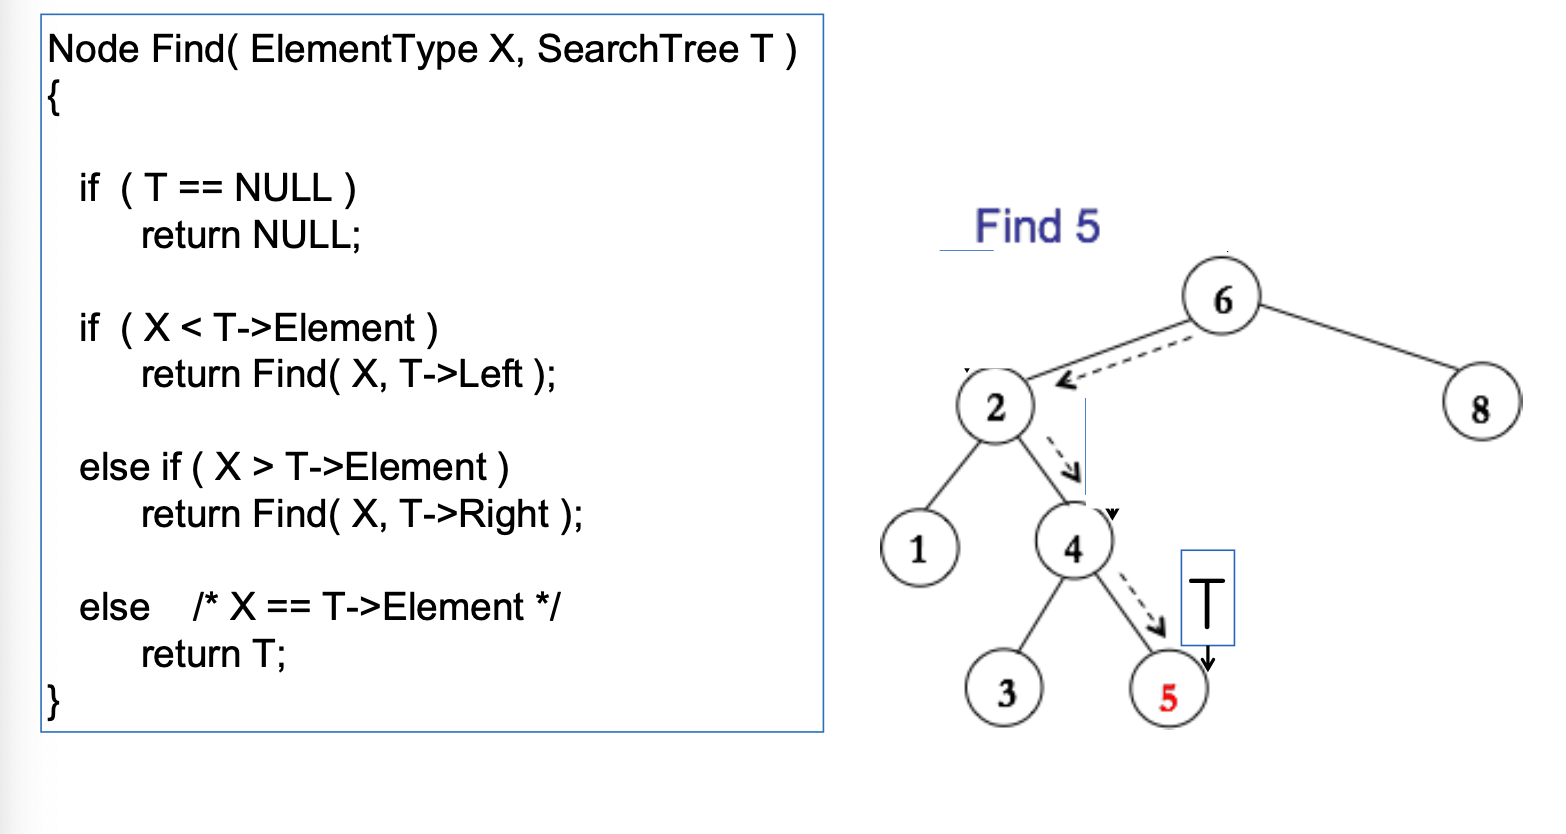 Node Find( ElementType X, SearchTree T )
{
if ( T == NULL )
return NULL;
if ( X < T->Element )
return Find( X, T->Left );
else if ( X > T->Element )
return Find( X, T->Right );
else /* X == T->Element */
return T;
}
Find 5
6
2
8
1
4
T
3
5